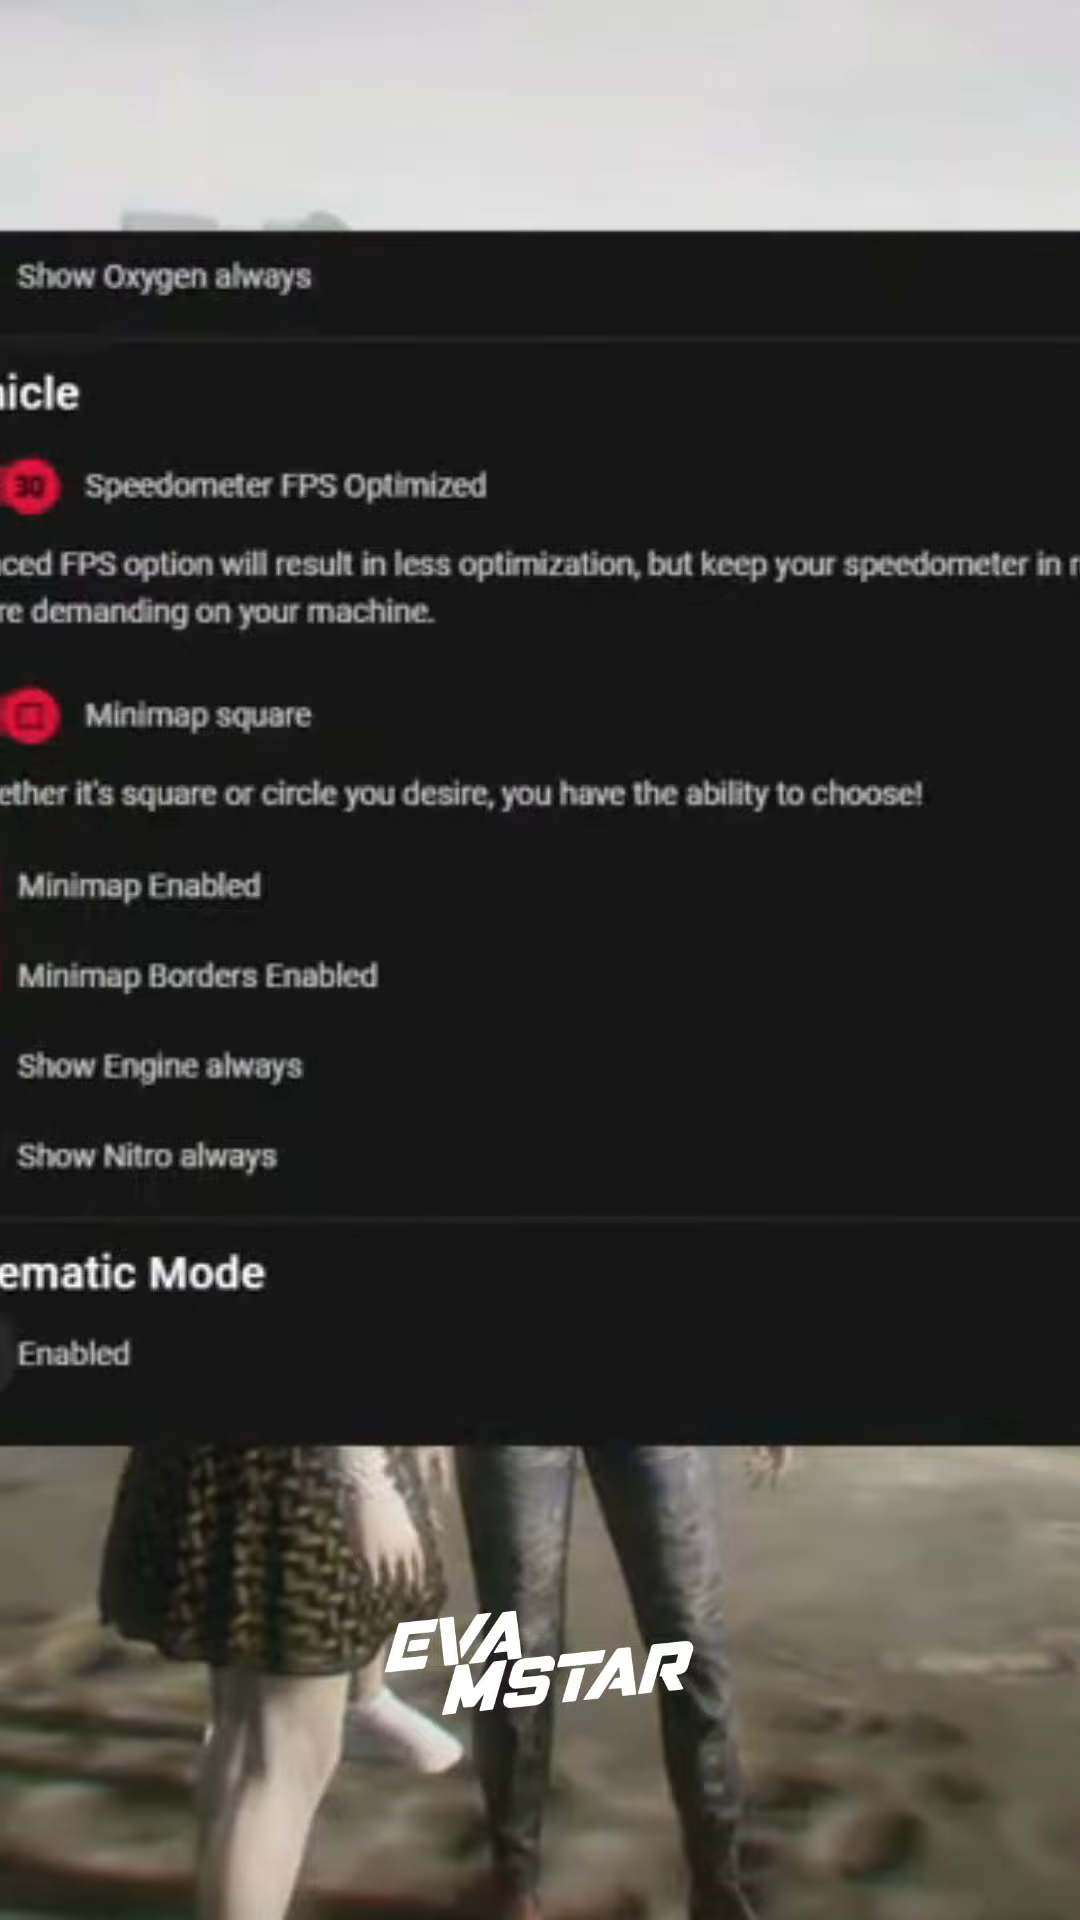 Show Oxygen always
icle
30
Speedometer FPS Optimized
ced FPS option will result in less optimization, but keep your speedometer in r
re demanding on your machine.
Minimap square
ether it's square or circle you desire, you have the ability to choose!
Minimap Enabled
Minimap Borders Enabled
Show Engine always
Show Nitro always
ematic Mode
Enabled
EVA
MSTAR